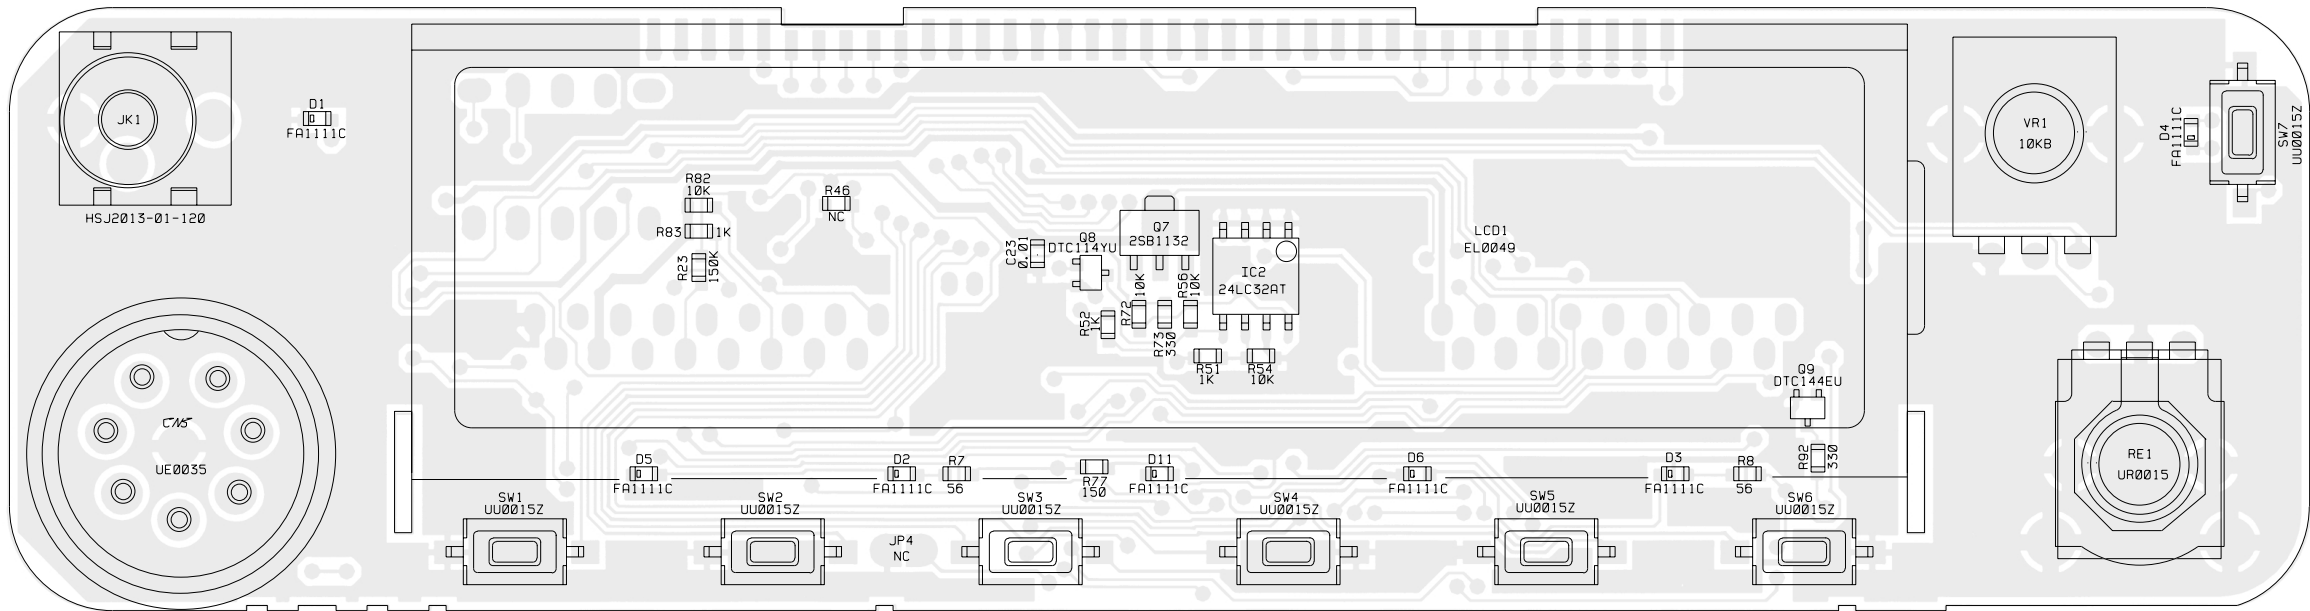 D1
JK1
FA1111C
HSJ2013-01-120
R82
10K
R46
NC
R83 1K
R23
150K
C23
0.01
Q8
DTC114YU
Q7
2SB1132
LCD1
EL0049
IC2
24LC32AT
R72
10K
R56
10K
R52
1K
R73
330
R51
1K
R54
10K
VR1
10KB
D4
FA1111C
SW7
UU0015Z
Q9
DTC144EU
R92
330
CN5
UE0035
D5
FA1111C
D2
FA1111C
R7
56
R77
150
D11
FA1111C
D6
FA1111C
D3
FA1111C
R8
56
RE1
UR0015
SW1
UU0015Z
SW2
UU0015Z
SW3
UU0015Z
SW4
UU0015Z
SW5
UU0015Z
SW6
UU0015Z
JP4
NC